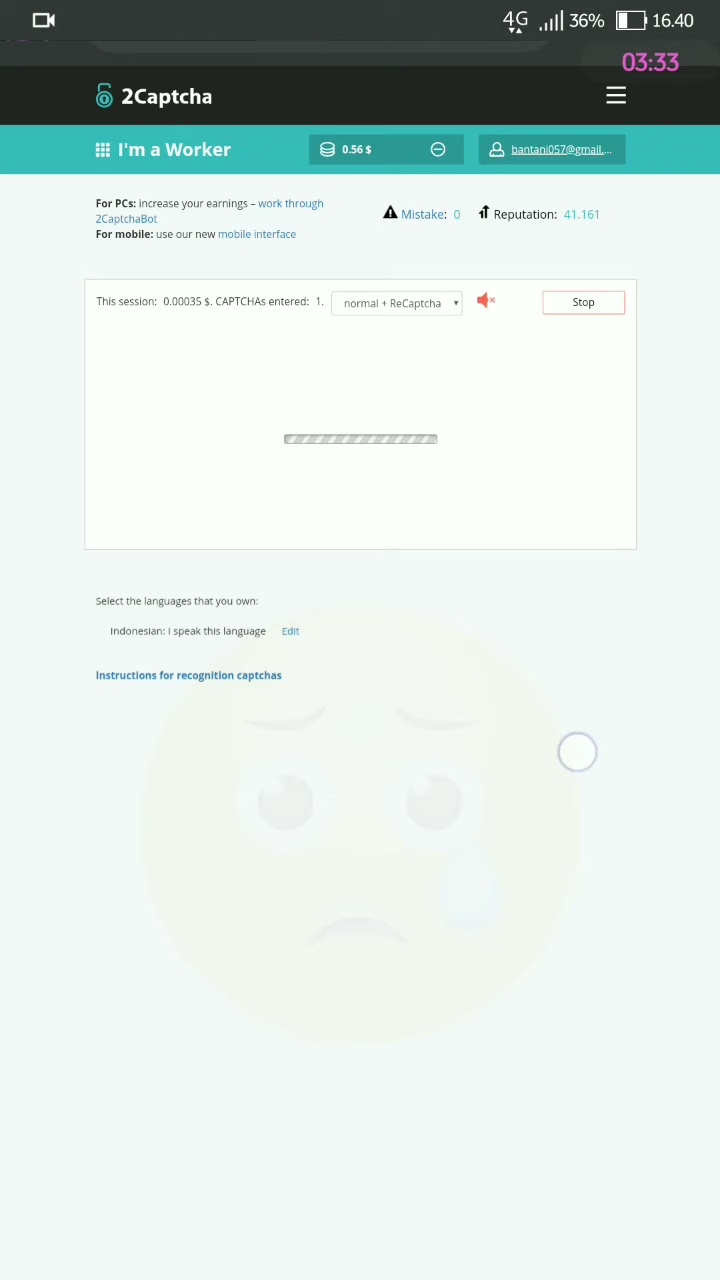 4G 36% 16.40
03:33
2Captcha
I'm a Worker 0.56 $ bantani057@gmail....
For PCs: increase your earnings – work through
2CaptchaBot
For mobile: use our new mobile interface
Mistake: 0 Reputation: 41.161
This session: 0.00035 $. CAPTCHAs entered: 1. normal + ReCaptcha Stop
Select the languages that you own:
Indonesian: I speak this language Edit
Instructions for recognition captchas